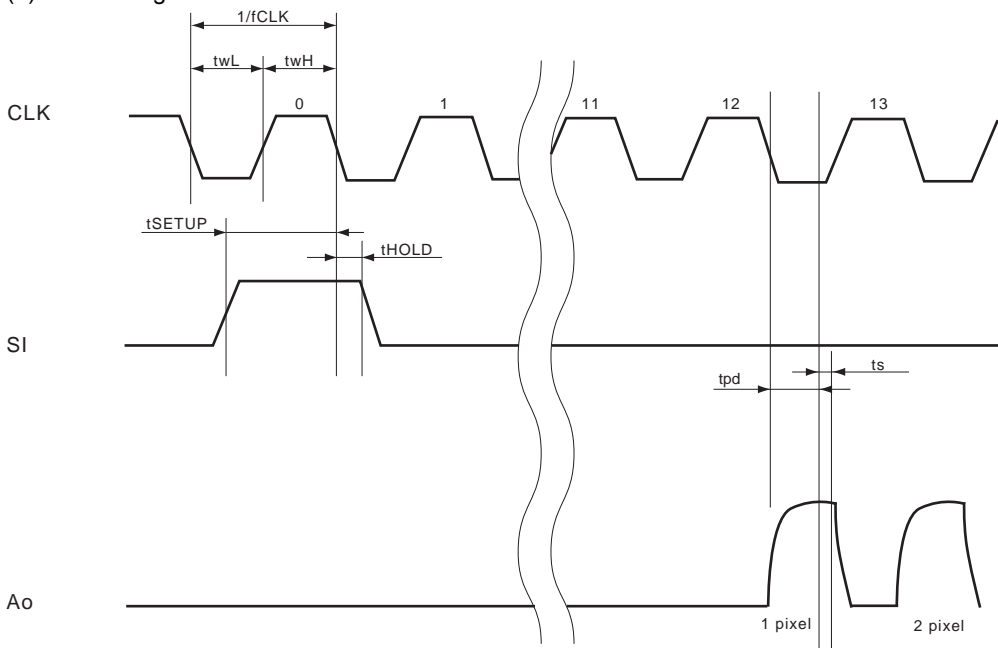 1/fCLK
twL twH
CLK 0 1 11 12 13
tSETUP
tHOLD
SI
ts
tpd
Ao
1 pixel 2 pixel